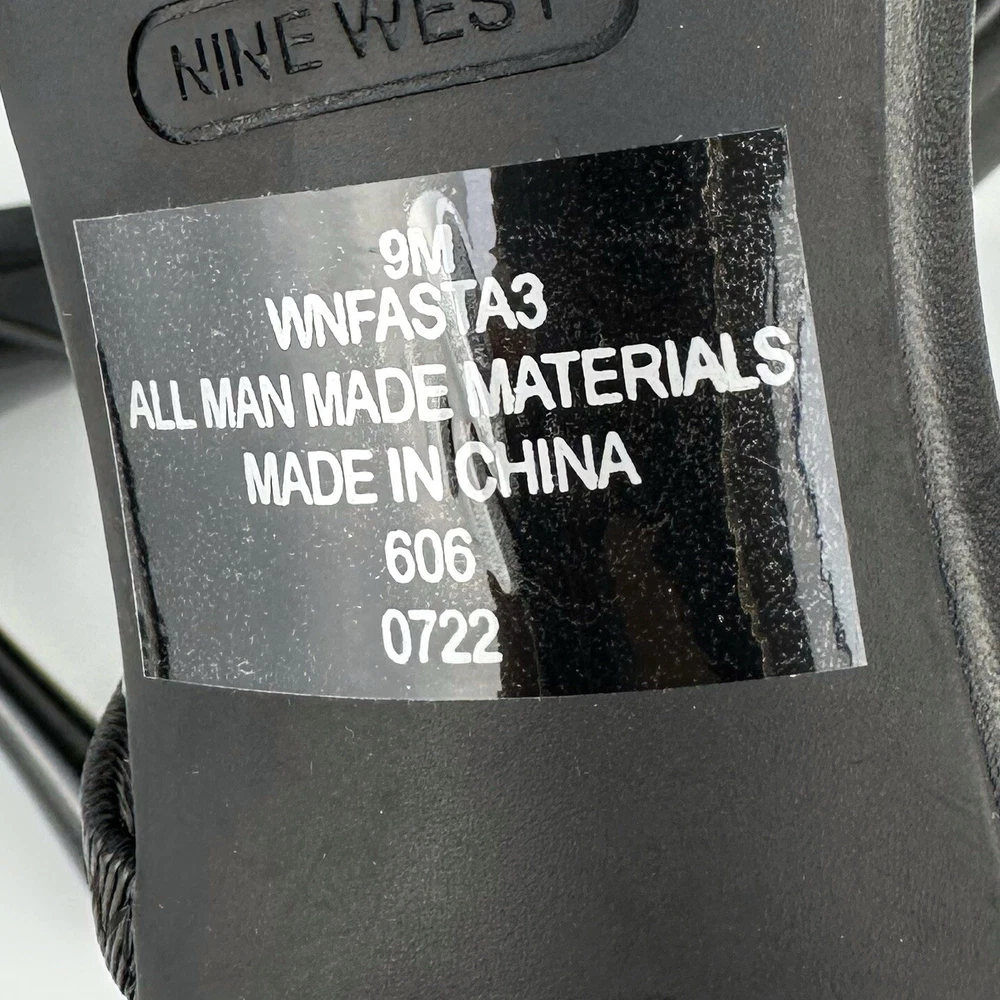 NINE WEST
9M
WNFASTA3
ALL MAN MADE MATERIALS
MADE IN CHINA
606
0722